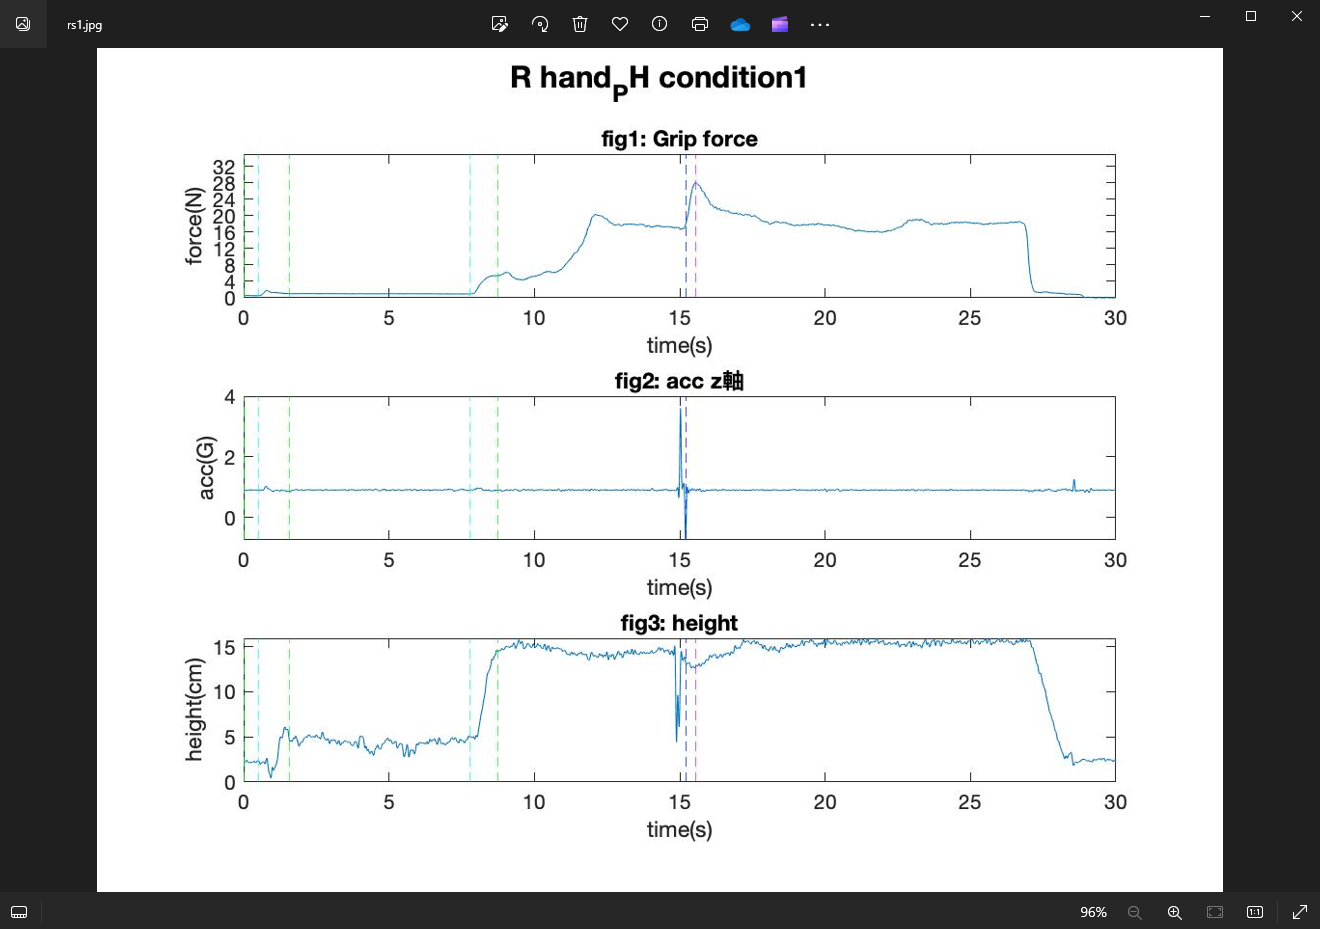 rs1.jpg
R hand_PH condition1
fig1: Grip force
force(N)
32
28
24
20
16
12
8
4
0
0 5 10 15 20 25 30
time(s)
fig2: acc z軸
acc(G)
4
2
0
0 5 10 15 20 25 30
time(s)
fig3: height
height(cm)
15
10
5
0
0 5 10 15 20 25 30
time(s)
96%
1:1